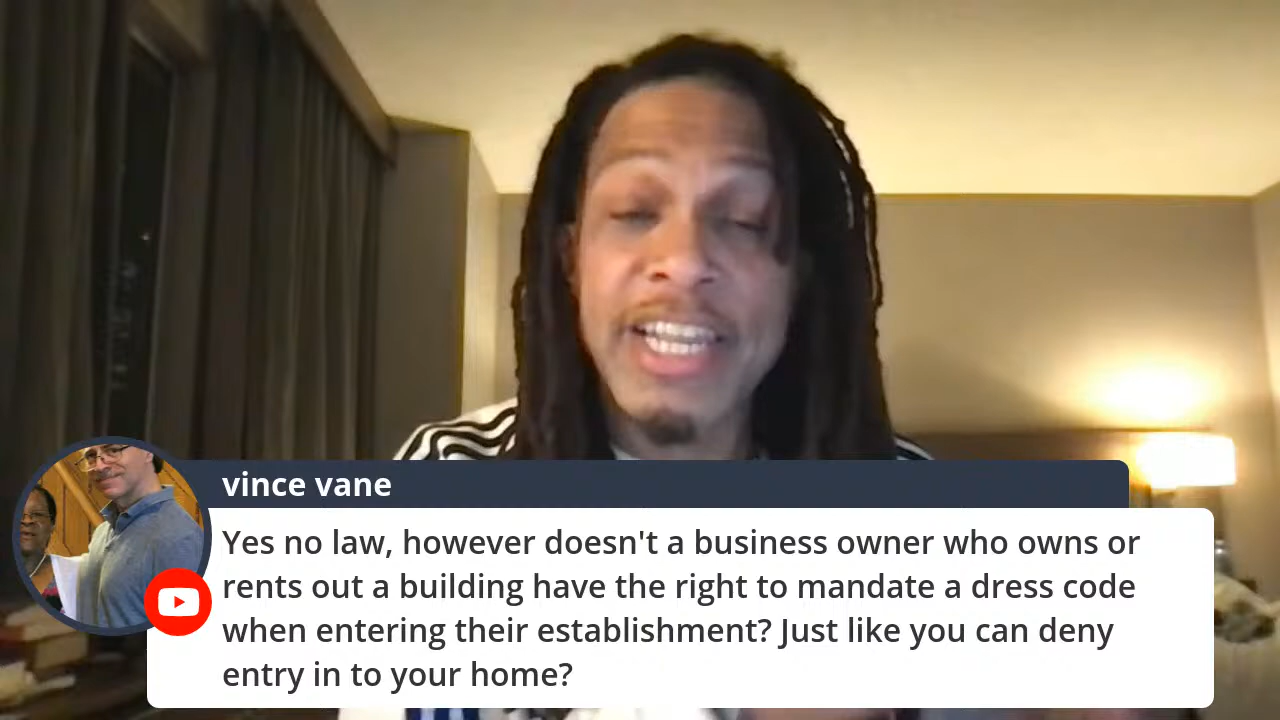 vince vane
Yes no law, however doesn't a business owner who owns or
rents out a building have the right to mandate a dress code
when entering their establishment? Just like you can deny
entry in to your home?